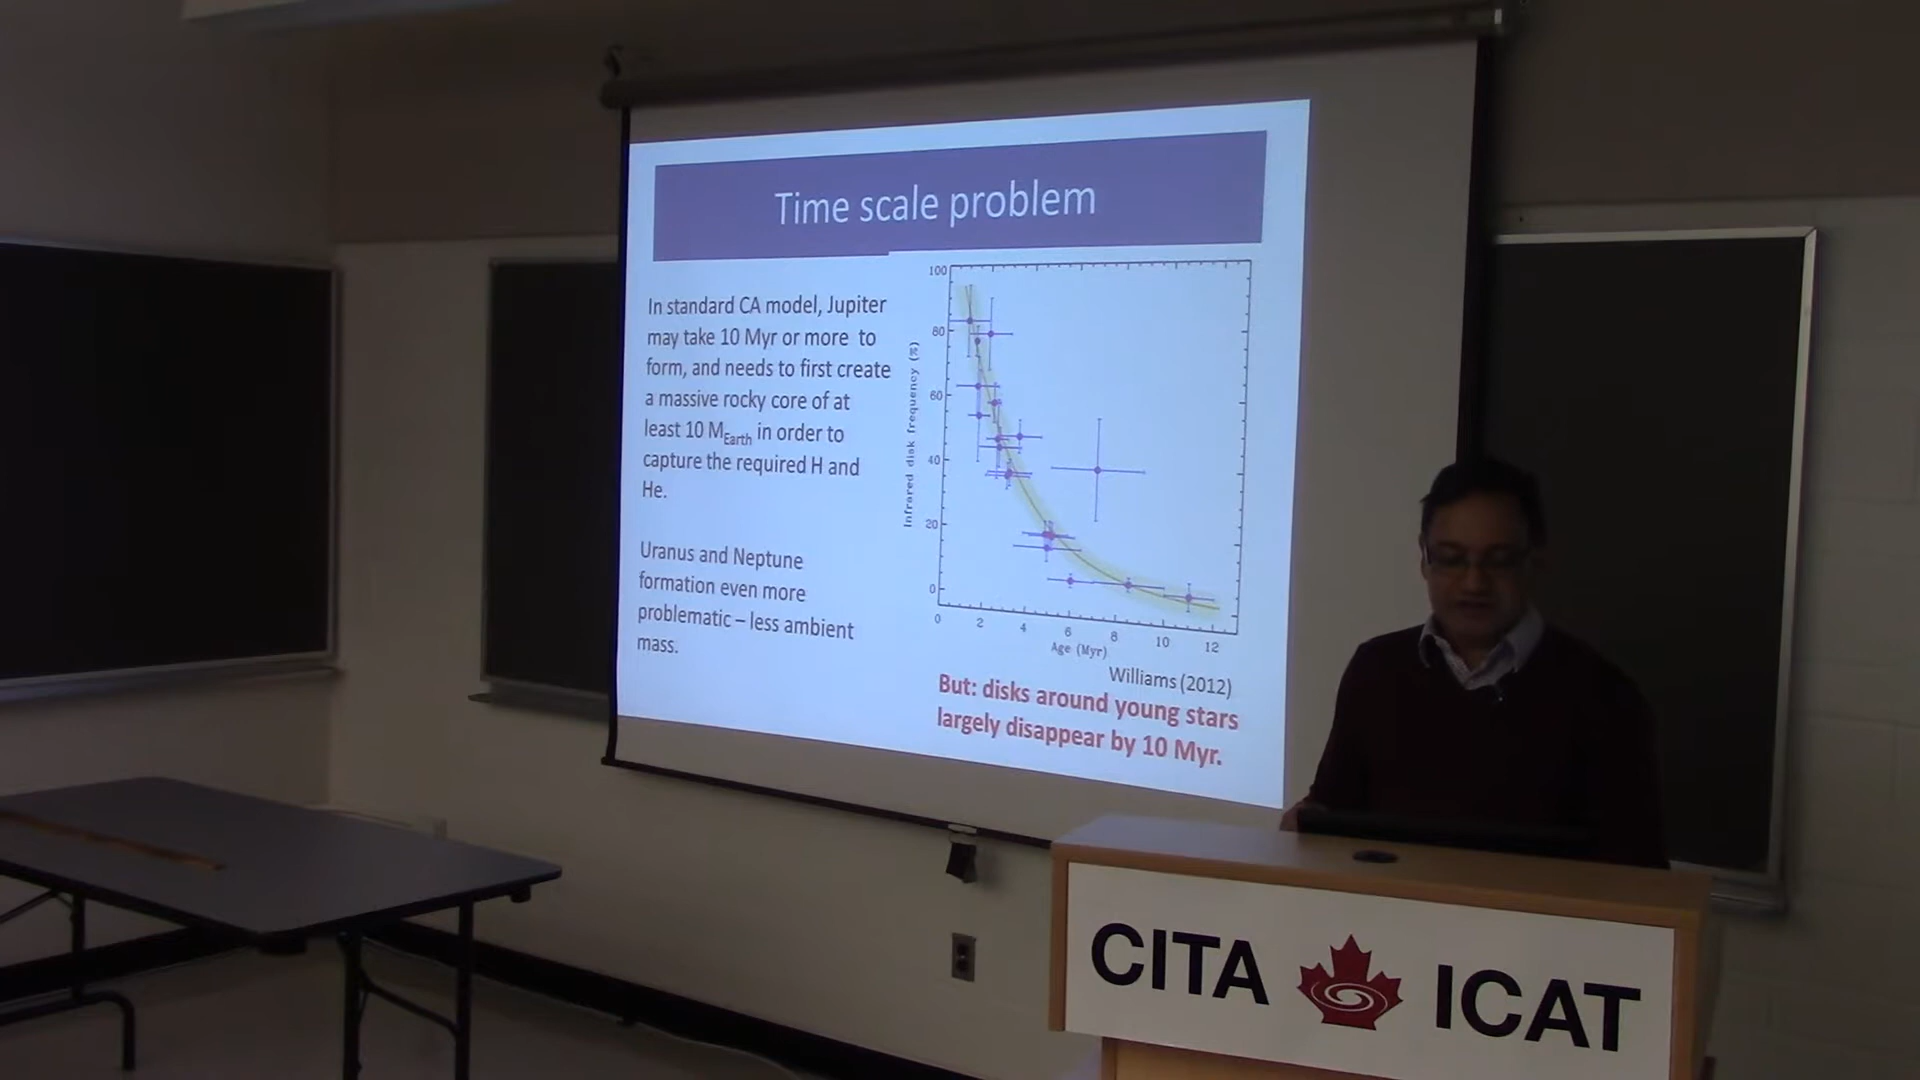 Time scale problem
In standard CA model, Jupiter
may take 10 Myr or more to
form, and needs to first create
a massive rocky core of at
least 10 MEarth in order to
capture the required H and
He.
Uranus and Neptune
formation even more
problematic – less ambient
mass.
Infrared disk frequency (%)
100
80
60
40
20
0
0 2 4 6 8 10 12
Age (Myr)
Williams (2012)
But: disks around young stars
largely disappear by 10 Myr.
CITA ICAT